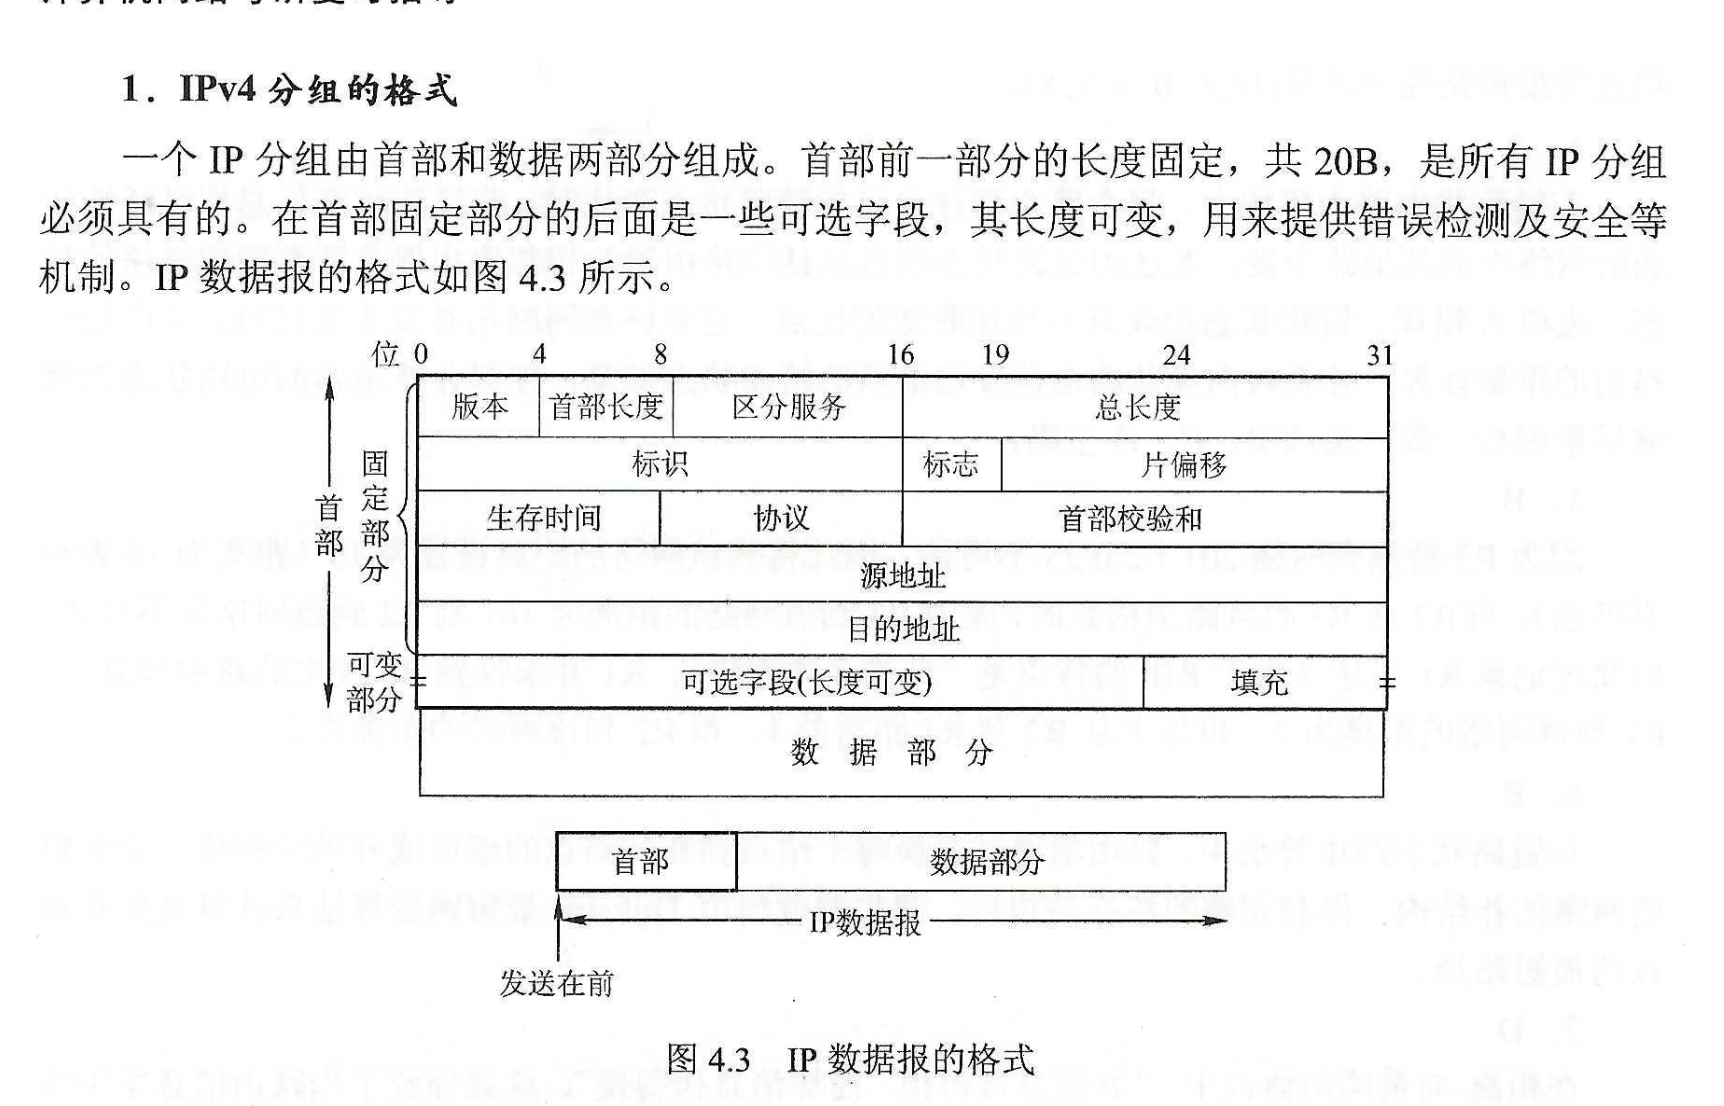 1. IPv4 分组的格式
一个 IP 分组由首部和数据两部分组成。首部前一部分的长度固定，共 20B，是所有 IP 分组
必须具有的。在首部固定部分的后面是一些可选字段，其长度可变，用来提供错误检测及安全等
机制。IP 数据报的格式如图 4.3 所示。
位 0 4 8 16 19 24 31
版本 首部长度 区分服务 总长度
标识 标志 片偏移
生存时间 协议 首部校验和
源地址
目的地址
可选字段(长度可变) 填充
首部
固定部分
可变
部分
数据部分
首部 数据部分
IP数据报
发送在前
图 4.3 IP 数据报的格式